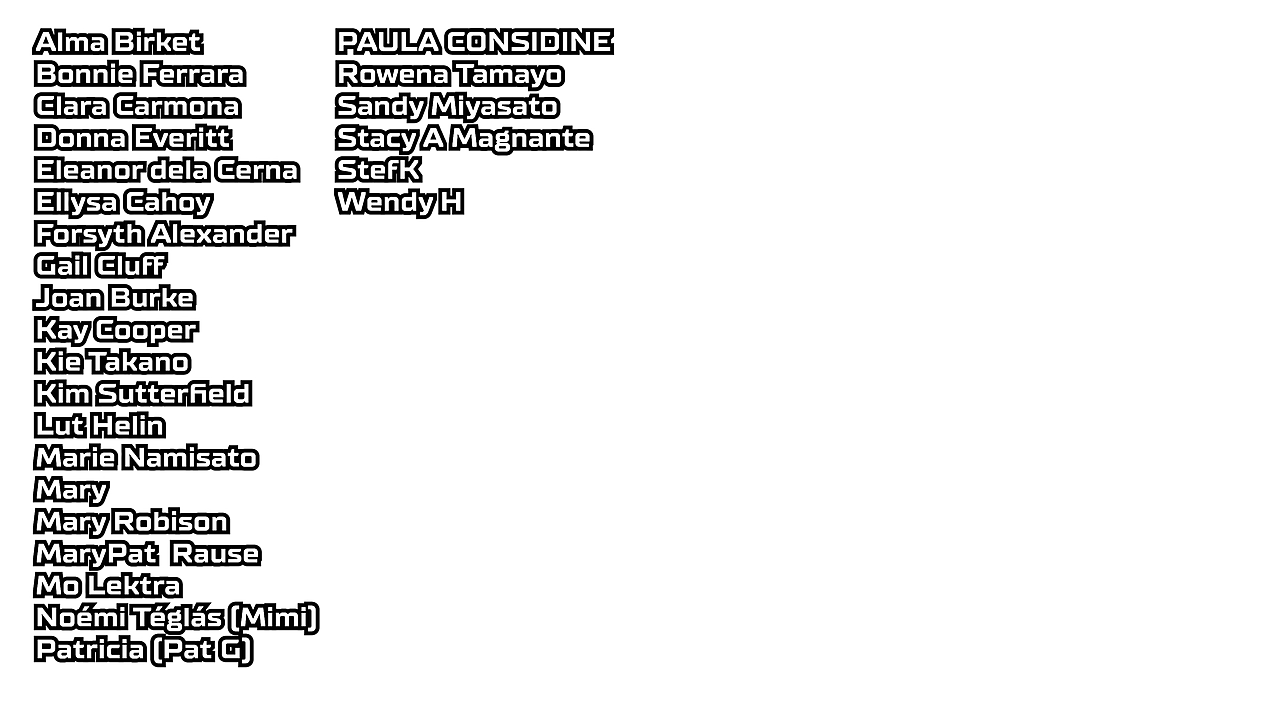 Alma Birket
Bonnie Ferrara
Clara Carmona
Donna Everitt
Eleanor dela Cerna
Ellysa Cahoy
Forsyth Alexander
Gail Cluff
Joan Burke
Kay Cooper
Kie Takano
Kim Sutterfield
Lut Helin
Marie Namisato
Mary
Mary Robison
MaryPat  Rause
Mo Lektra
Noémi Téglás (Mimi)
Patricia (Pat G)
PAULA CONSIDINE
Rowena Tamayo
Sandy Miyasato
Stacy A Magnante
StefK
Wendy H